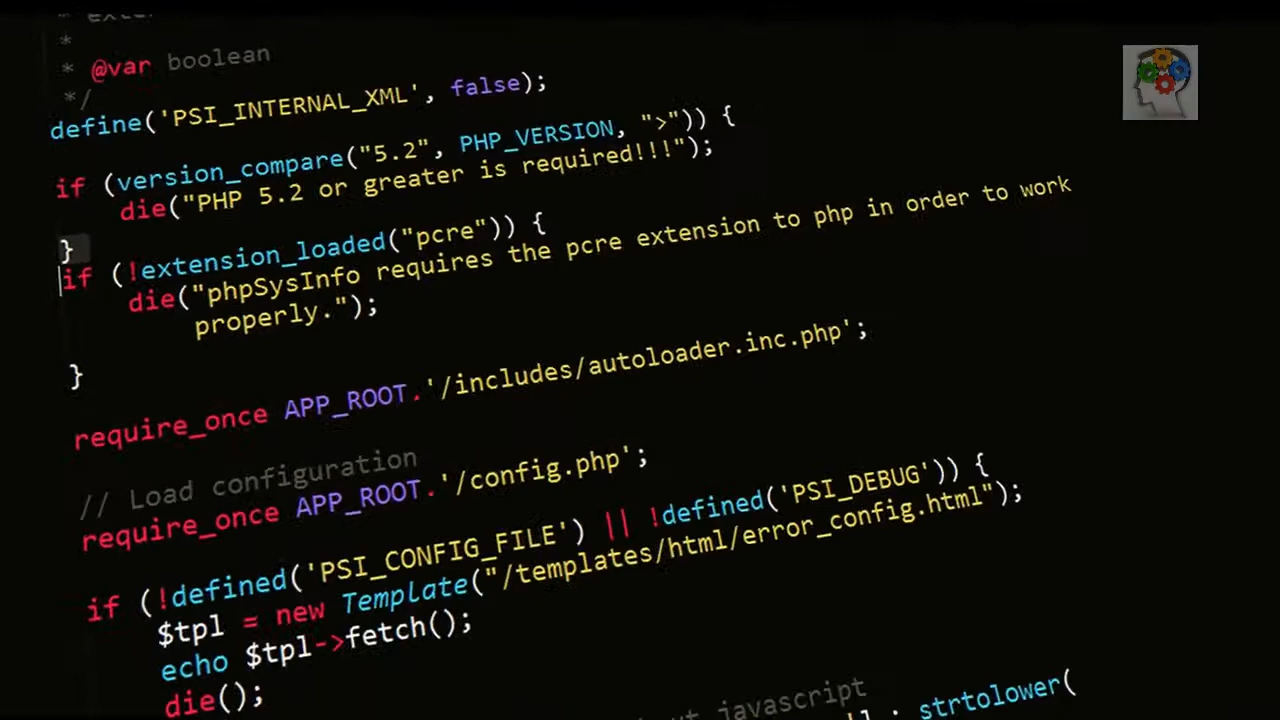 *
* @var boolean
*/
define('PSI_INTERNAL_XML', false);
if (version_compare("5.2", PHP_VERSION, ">")) {
die("PHP 5.2 or greater is required!!!");
}
if (!extension_loaded("pcre")) {
die("phpSysInfo requires the pcre extension to php in order to work
properly.");
}
require_once APP_ROOT.'/includes/autoloader.inc.php';
// Load configuration
require_once APP_ROOT.'/config.php';
if (!defined('PSI_CONFIG_FILE') || !defined('PSI_DEBUG')) {
$tpl = new Template("/templates/html/error_config.html");
echo $tpl->fetch();
die();
javascript
: strtolower(